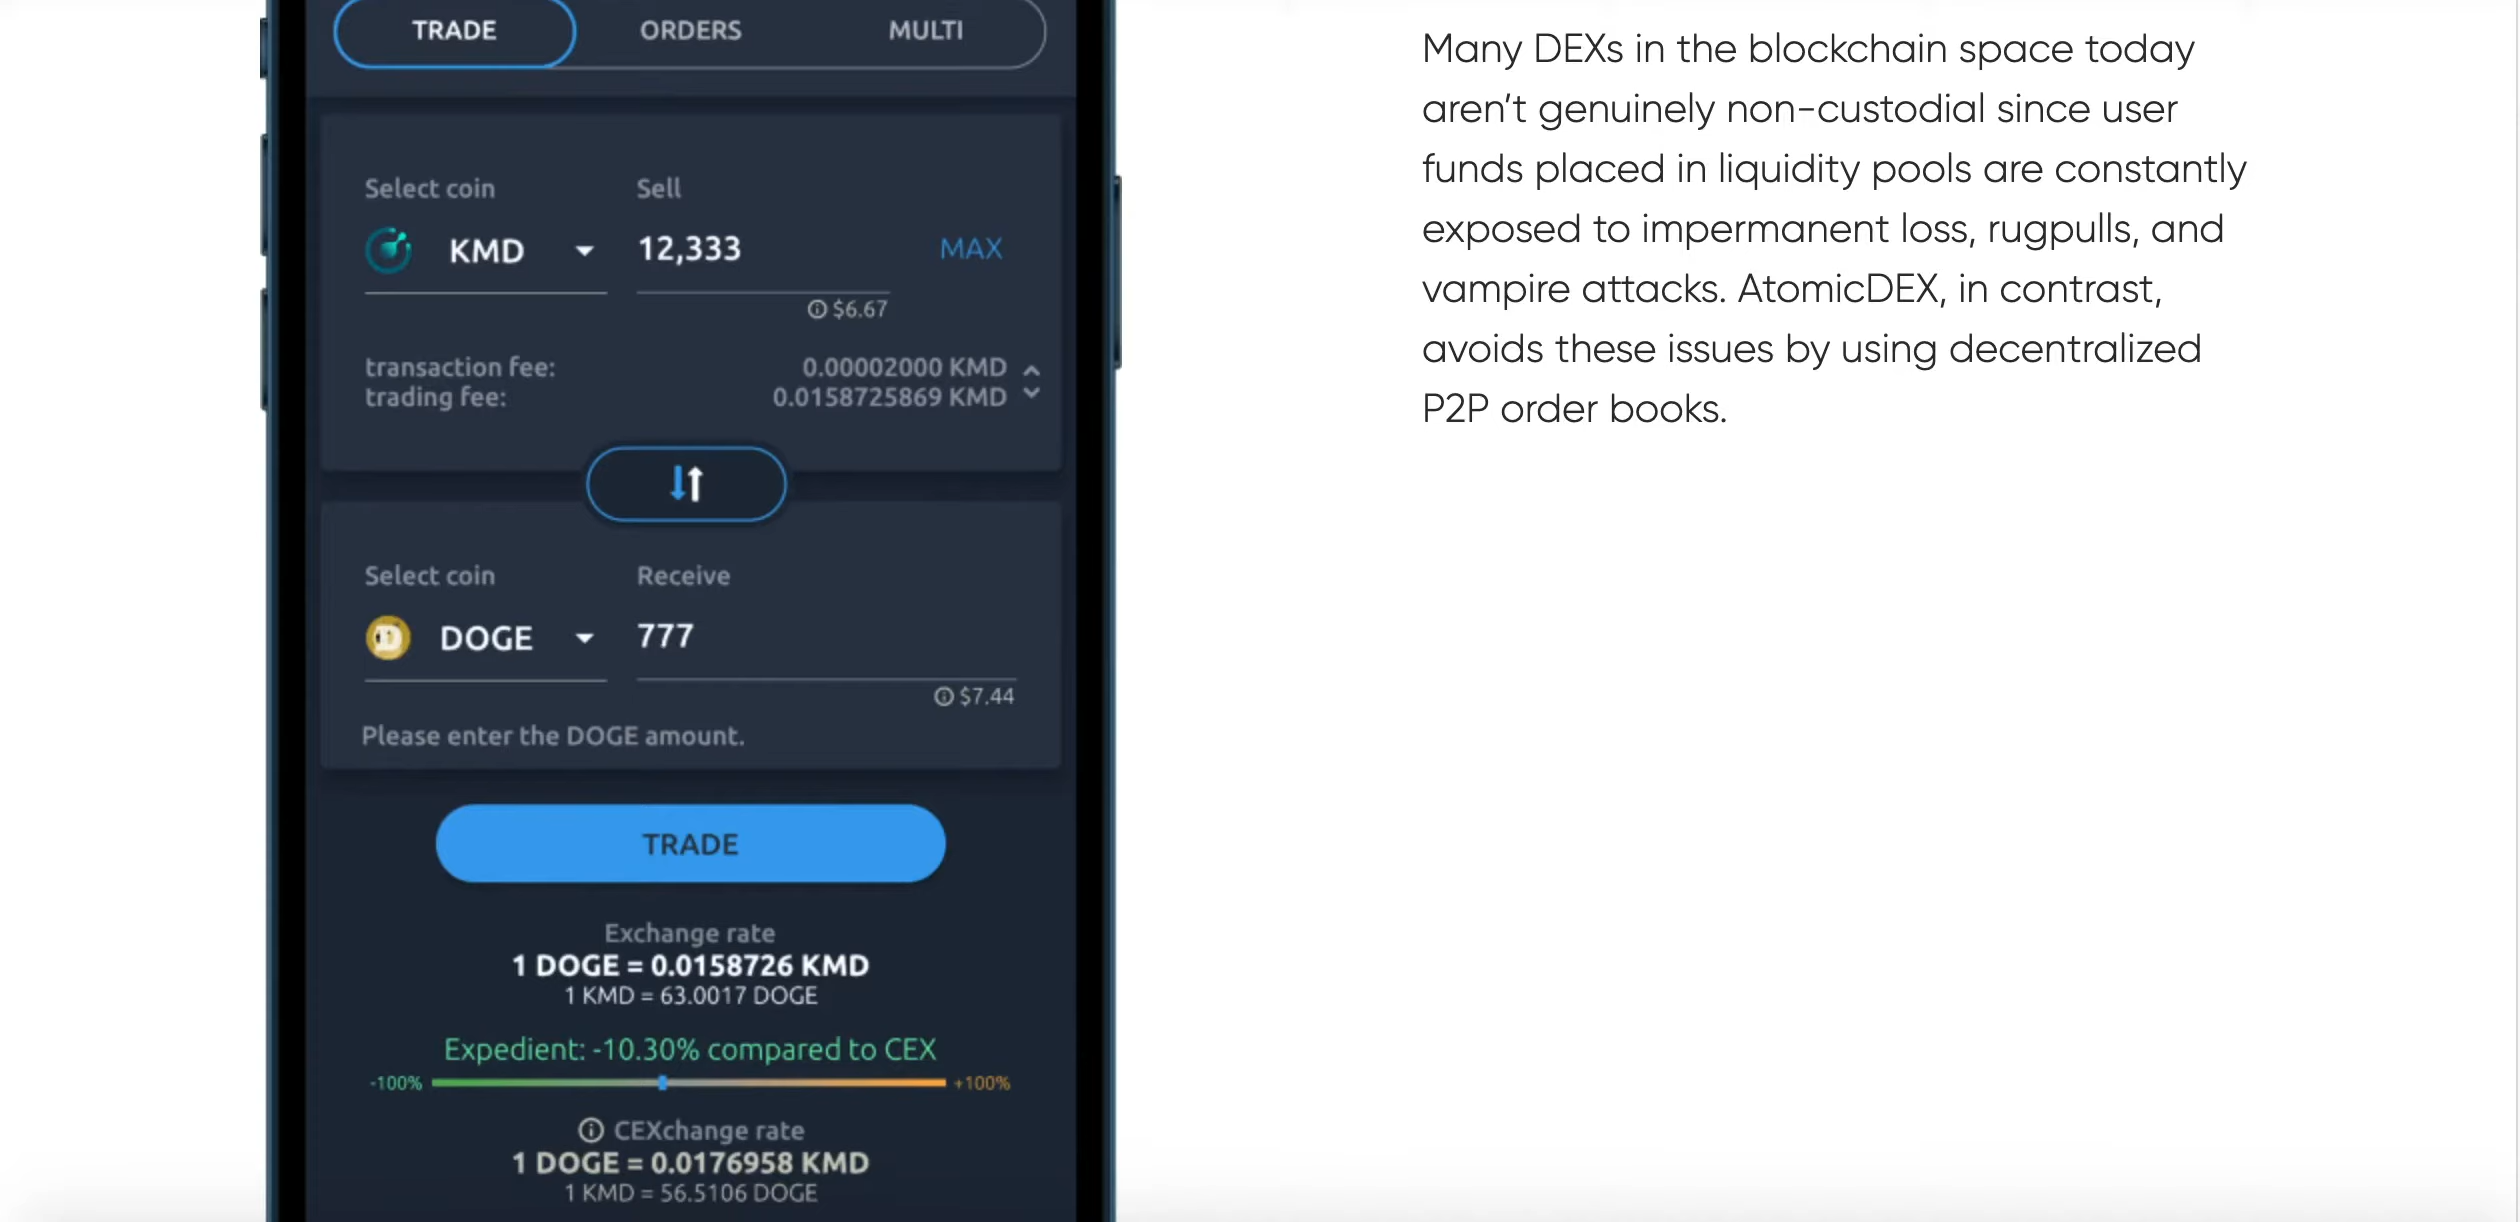 TRADE ORDERS MULTI
Select coin Sell
KMD 12,333 MAX
$6.67
transaction fee: 0.00002000 KMD
trading fee: 0.0158725869 KMD
Select coin Receive
DOGE 777
$7.44
Please enter the DOGE amount.
TRADE
Exchange rate
1 DOGE = 0.0158726 KMD
1 KMD = 63.0017 DOGE
Expedient: -10.30% compared to CEX
-100% +100%
CEXchange rate
1 DOGE = 0.0176958 KMD
1 KMD = 56.5106 DOGE
Many DEXs in the blockchain space today
aren't genuinely non-custodial since user
funds placed in liquidity pools are constantly
exposed to impermanent loss, rugpulls, and
vampire attacks. AtomicDEX, in contrast,
avoids these issues by using decentralized
P2P order books.